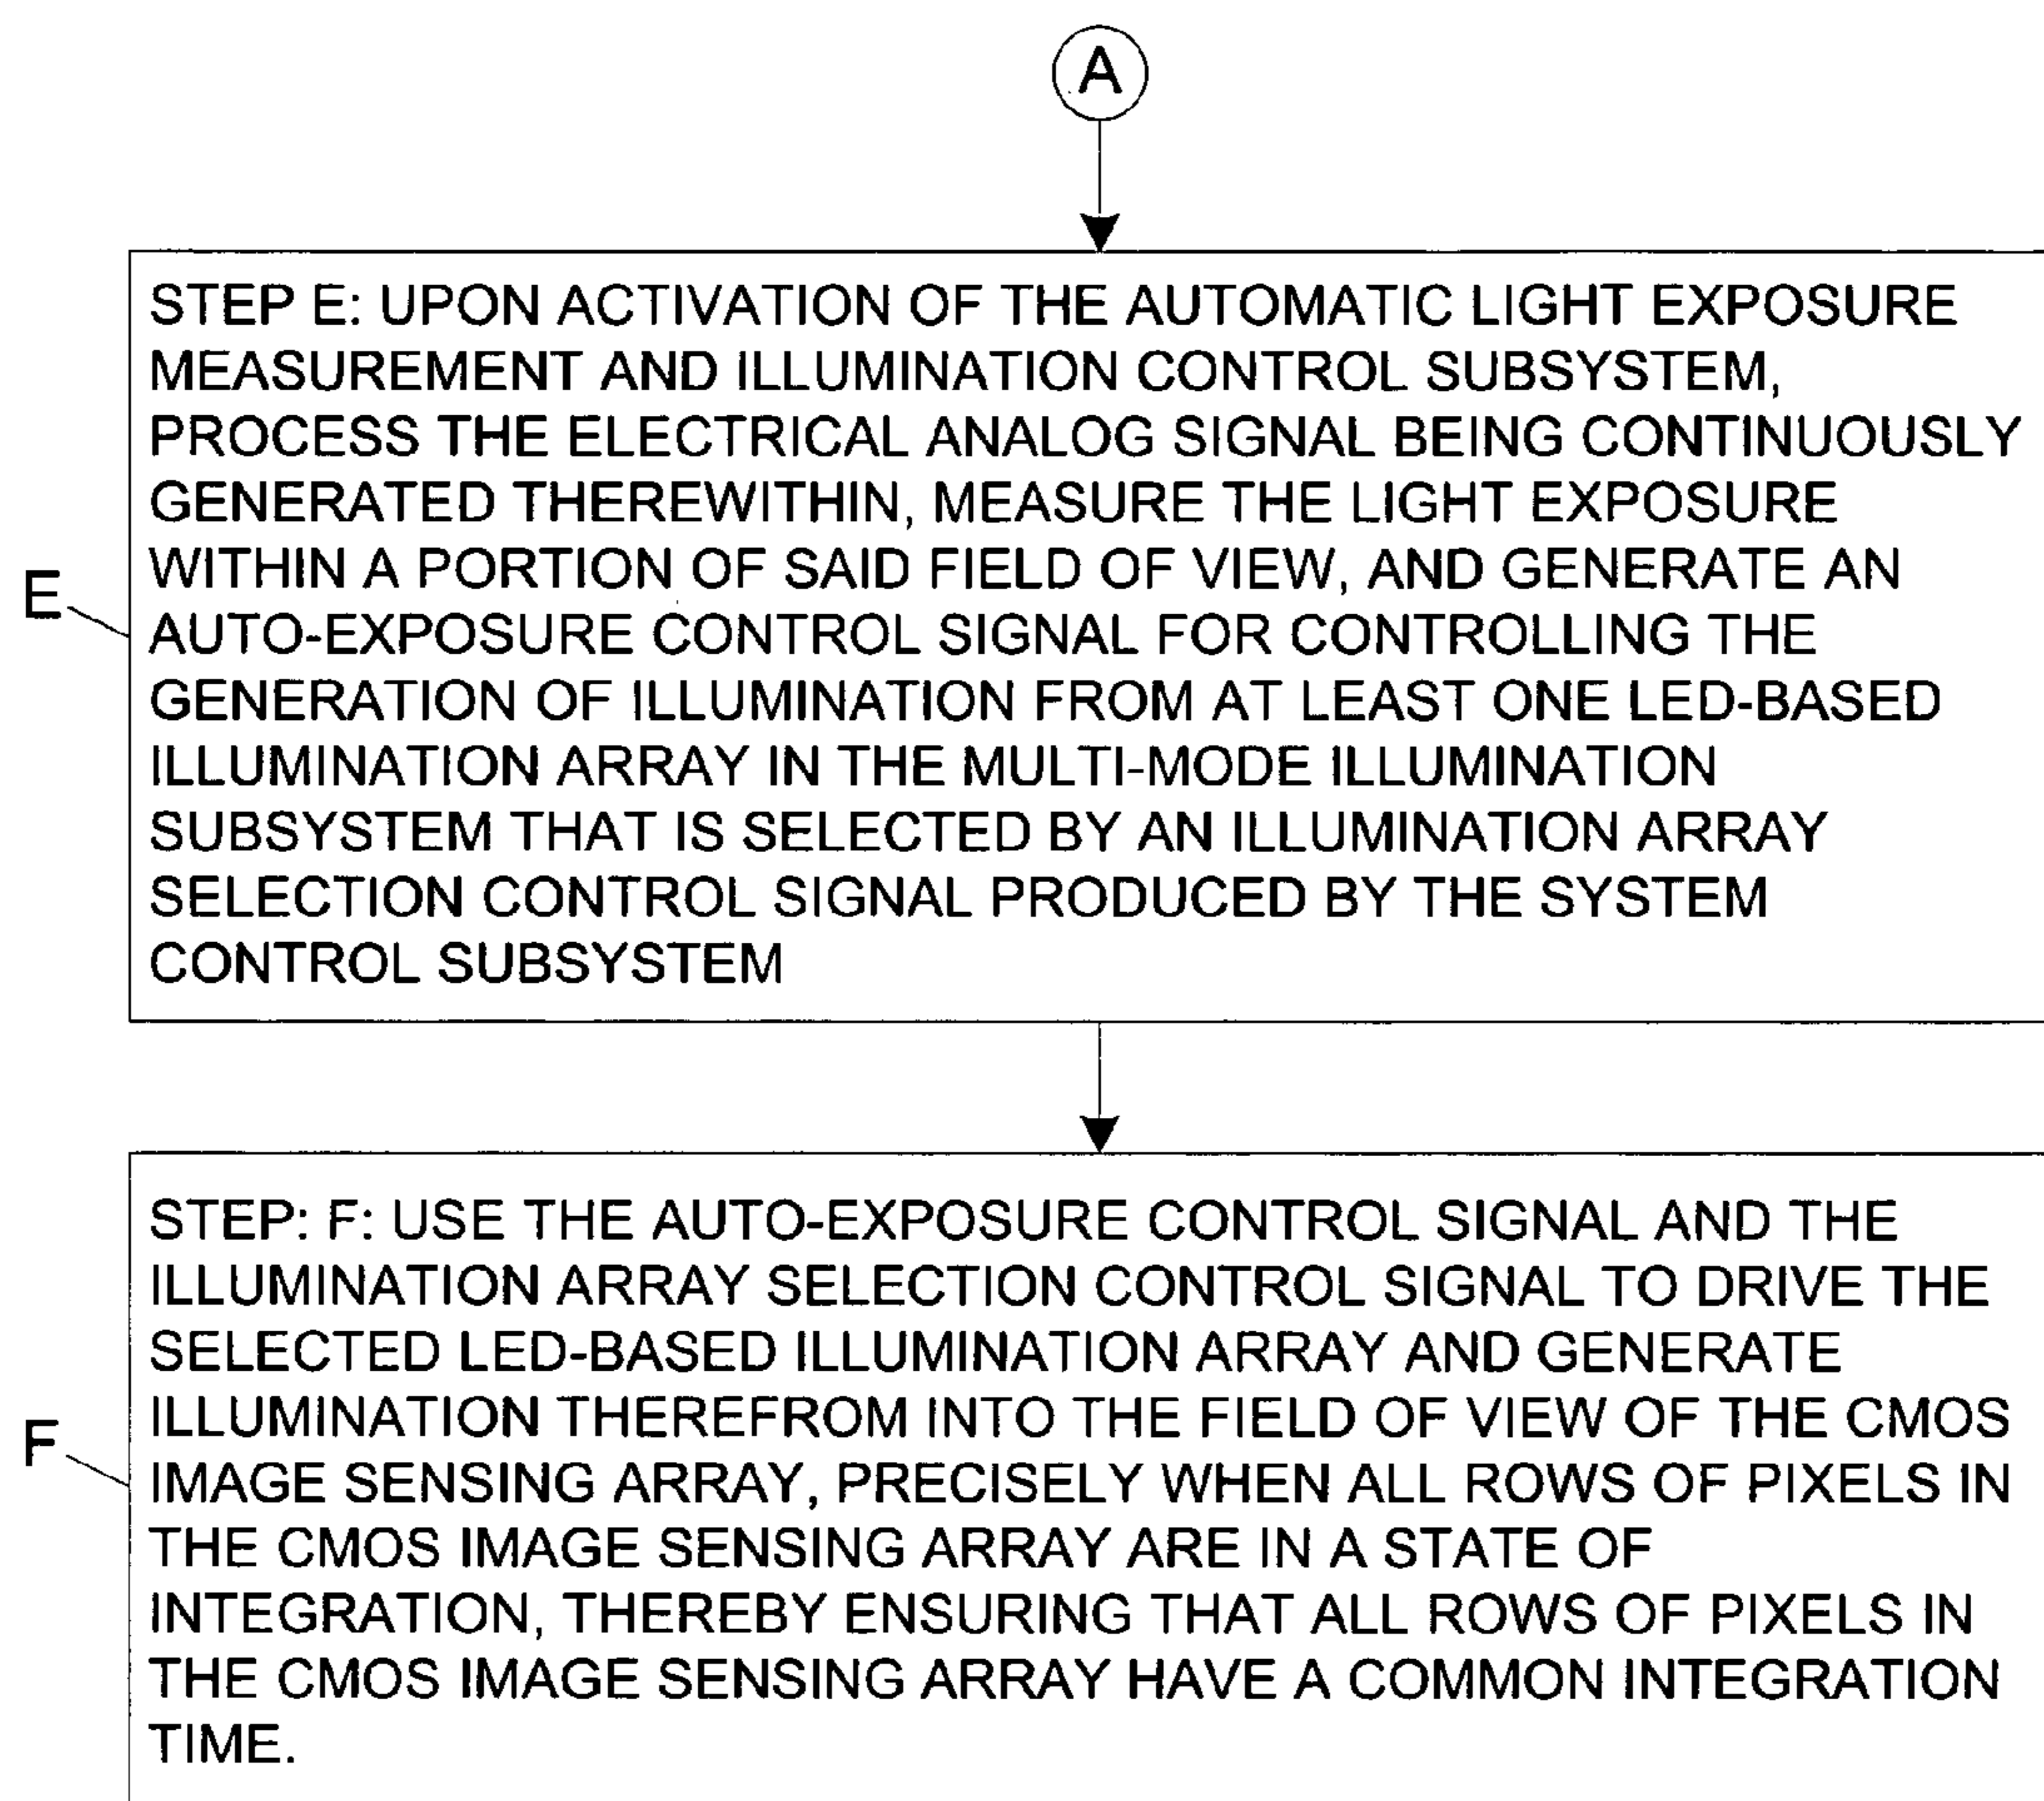 A
STEP E: UPON ACTIVATION OF THE AUTOMATIC LIGHT EXPOSURE
MEASUREMENT AND ILLUMINATION CONTROL SUBSYSTEM,
PROCESS THE ELECTRICAL ANALOG SIGNAL BEING CONTINUOUSLY
GENERATED THEREWITHIN, MEASURE THE LIGHT EXPOSURE
WITHIN A PORTION OF SAID FIELD OF VIEW, AND GENERATE AN
E
AUTO-EXPOSURE CONTROL SIGNAL FOR CONTROLLING THE
GENERATION OF ILLUMINATION FROM AT LEAST ONE LED-BASED
ILLUMINATION ARRAY IN THE MULTI-MODE ILLUMINATION
SUBSYSTEM THAT IS SELECTED BY AN ILLUMINATION ARRAY
SELECTION CONTROL SIGNAL PRODUCED BY THE SYSTEM
CONTROL SUBSYSTEM
STEP: F: USE THE AUTO-EXPOSURE CONTROL SIGNAL AND THE
ILLUMINATION ARRAY SELECTION CONTROL SIGNAL TO DRIVE THE
SELECTED LED-BASED ILLUMINATION ARRAY AND GENERATE
ILLUMINATION THEREFROM INTO THE FIELD OF VIEW OF THE CMOS
F
IMAGE SENSING ARRAY, PRECISELY WHEN ALL ROWS OF PIXELS IN
THE CMOS IMAGE SENSING ARRAY ARE IN A STATE OF
INTEGRATION, THEREBY ENSURING THAT ALL ROWS OF PIXELS IN
THE CMOS IMAGE SENSING ARRAY HAVE A COMMON INTEGRATION
TIME.